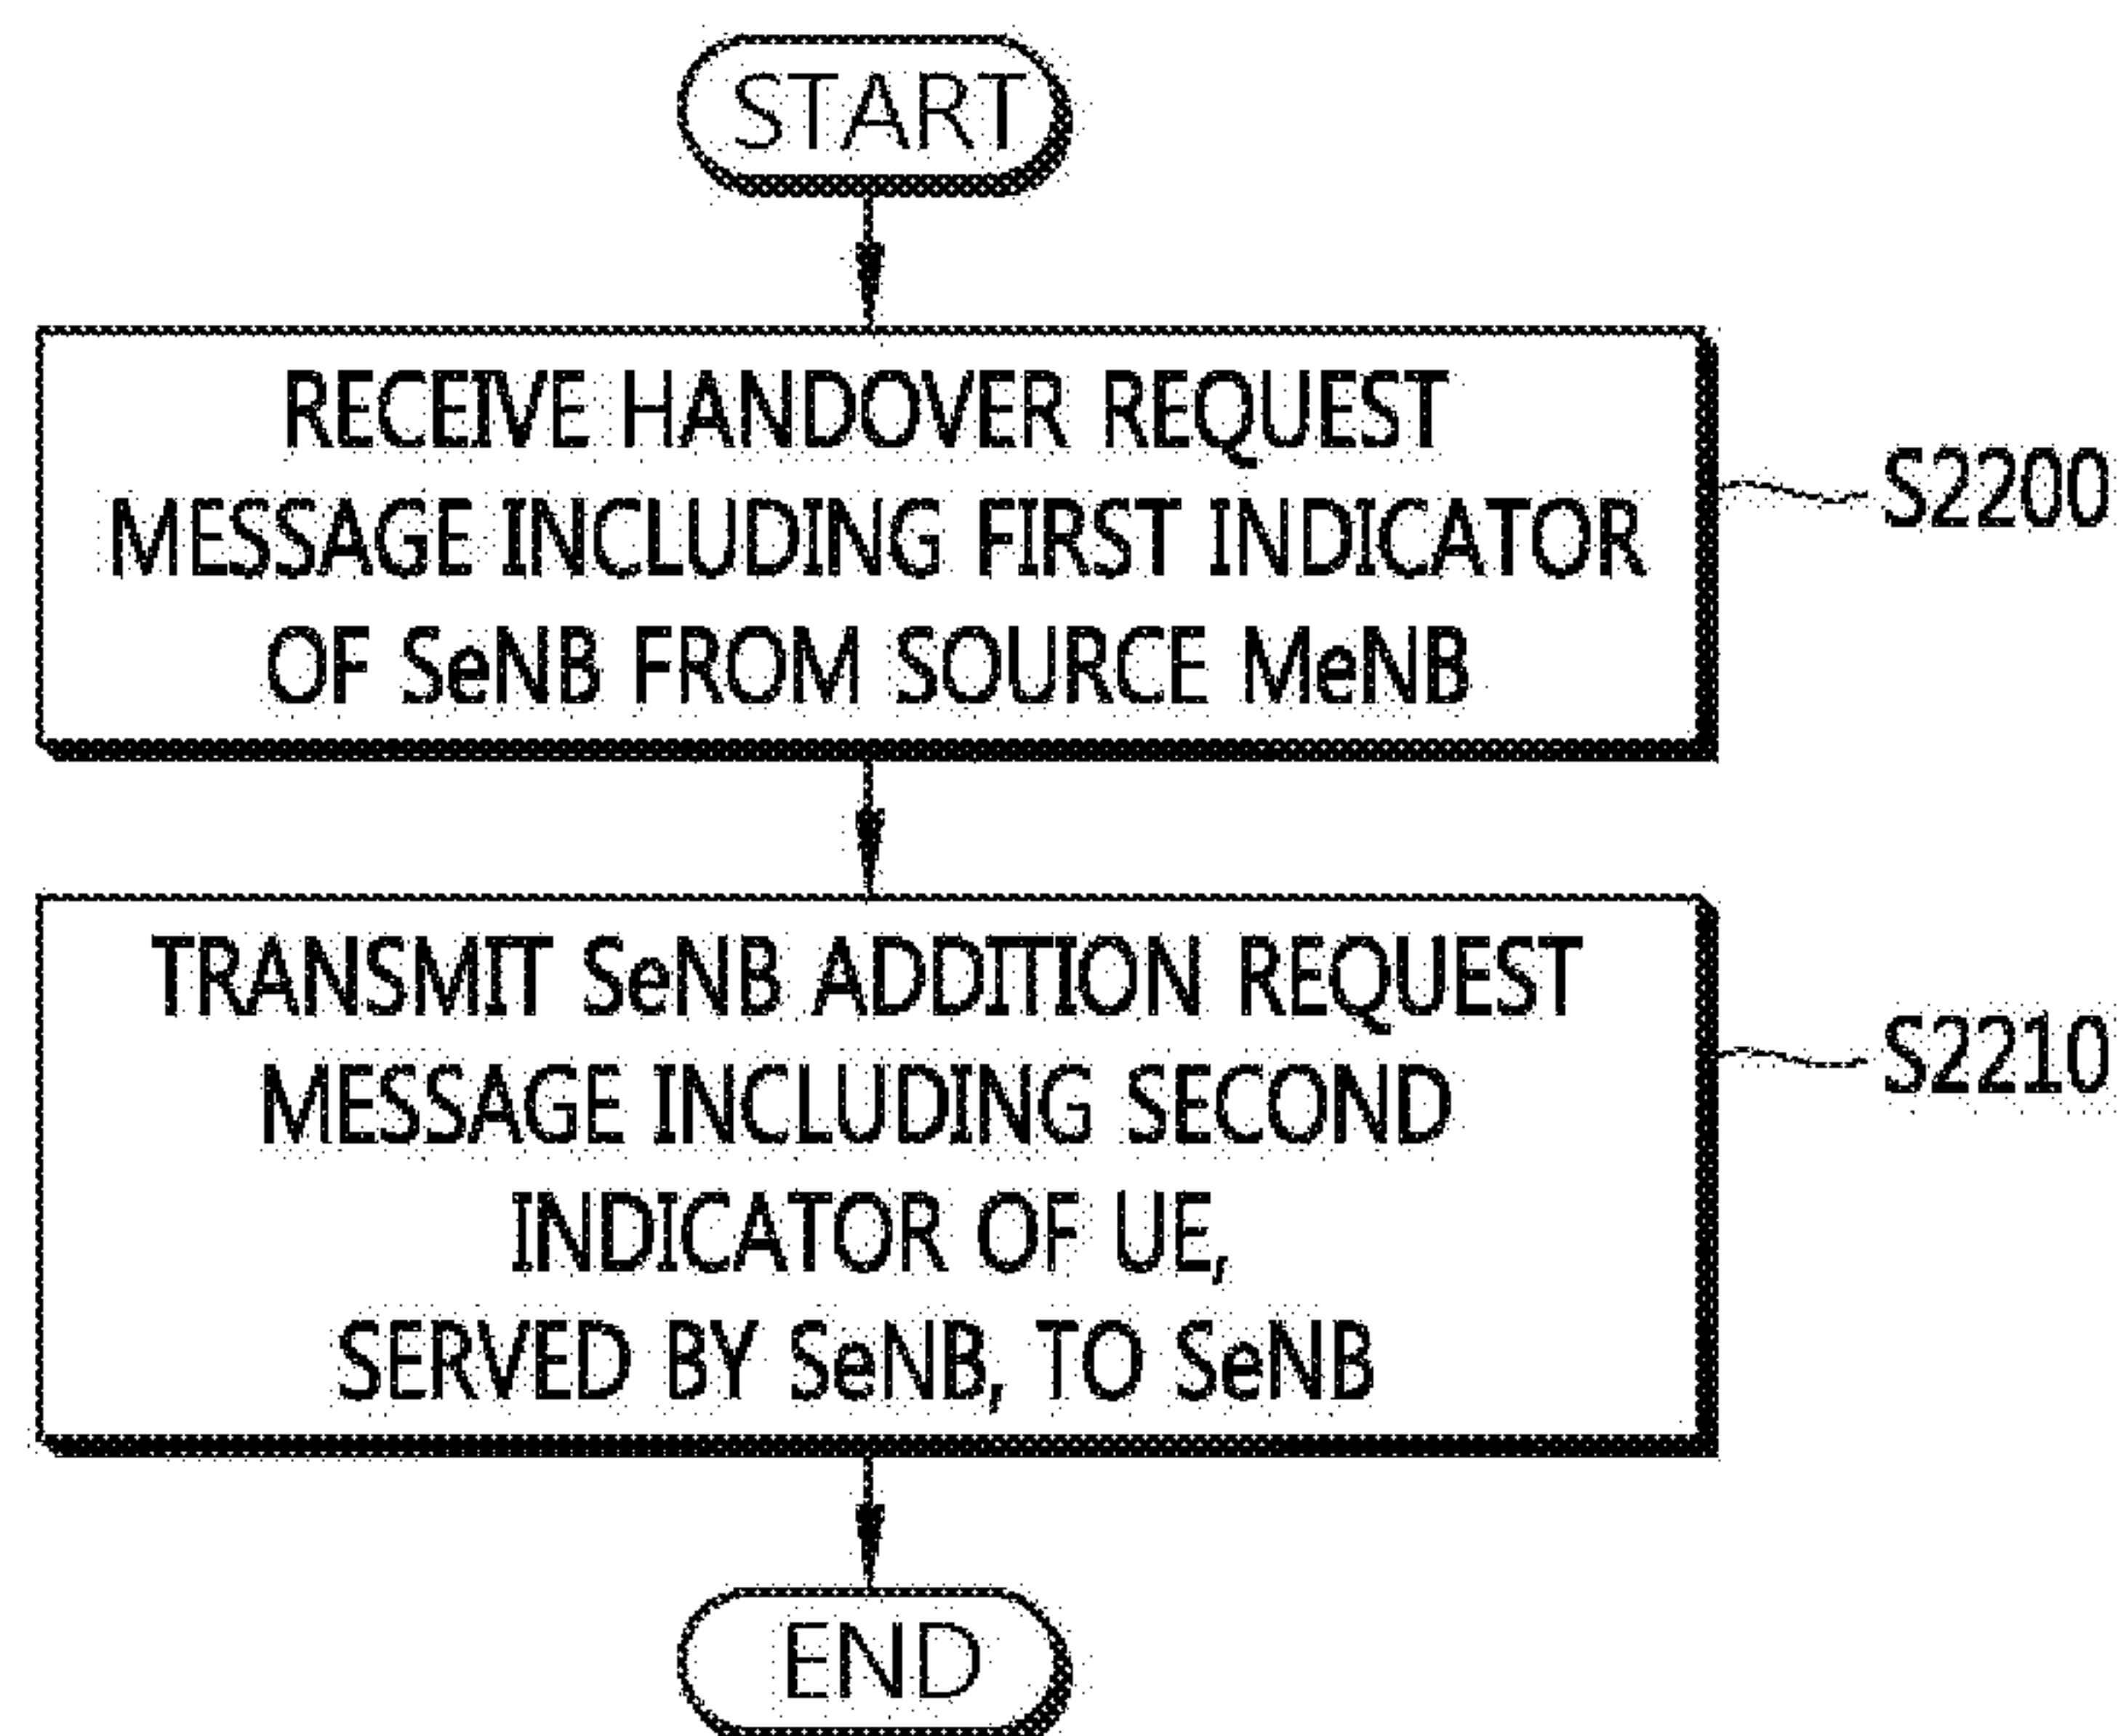 START
RECEIVE HANDOVER REQUEST
MESSAGE INCLUDING FIRST INDICATOR
OF SeNB FROM SOURCE MeNB
S2200
TRANSMIT SeNB ADDITION REQUEST
MESSAGE INCLUDING SECOND
INDICATOR OF UE,
SERVED BY SeNB, TO SeNB
S2210
END